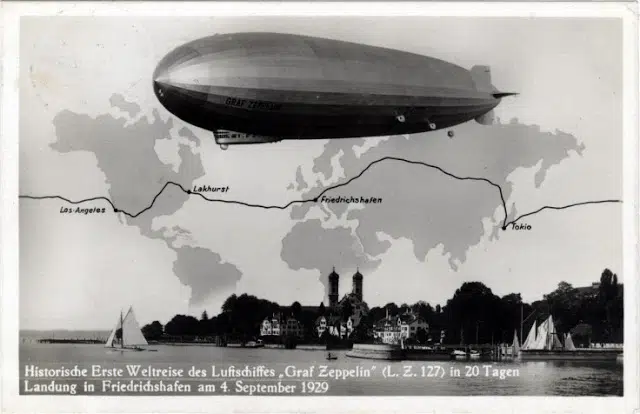 GRAF ZEPPELIN
Lakhurst
Los-Angeles
Friedrichshafen
Tokio
Historische Erste Weltreise des Luftschiffes „Graf Zeppelin" (L. Z. 127) in 20 Tagen
Landung in Friedrichshafen am 4. September 1929